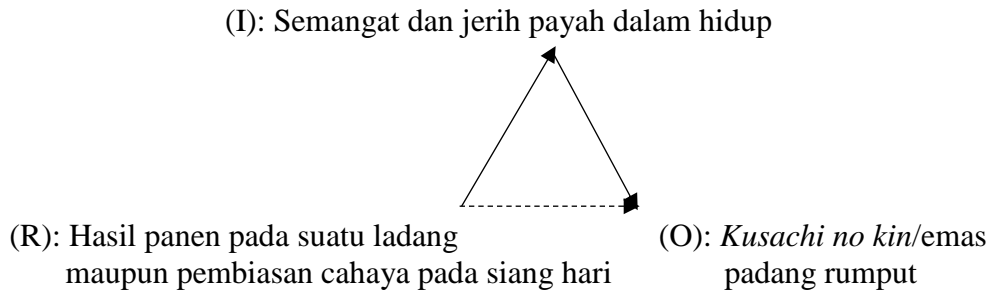 (I): Semangat dan jerih payah dalam hidup
(R): Hasil panen pada suatu ladang
maupun pembiasan cahaya pada siang hari
(O): Kusachi no kin/emas
padang rumput